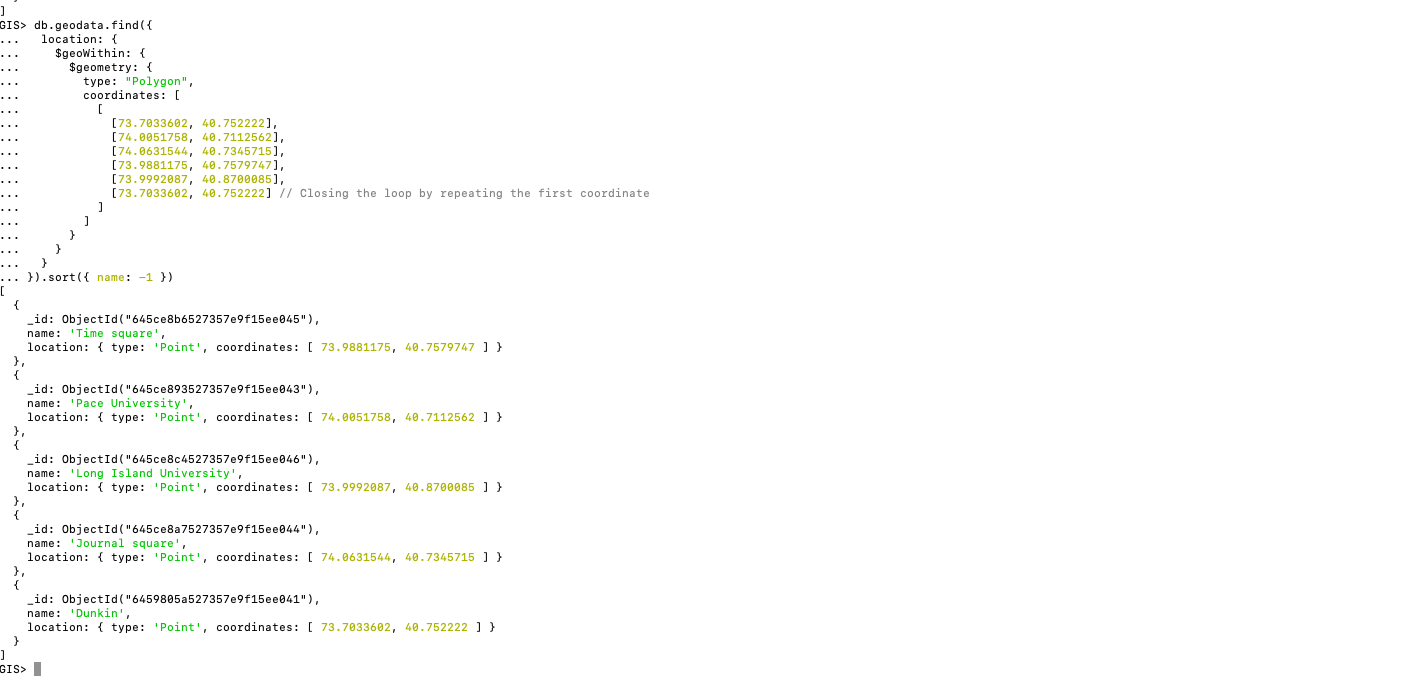 ]
GIS> db.geodata.find({
...   location: {
...     $geoWithin: {
...       $geometry: {
...         type: "Polygon",
...         coordinates: [
...           [
...             [73.7033602, 40.752222],
...             [74.0051758, 40.7112562],
...             [74.0631544, 40.7345715],
...             [73.9881175, 40.7579747],
...             [73.9992087, 40.8700085],
...             [73.7033602, 40.752222] // Closing the loop by repeating the first coordinate
...           ]
...         ]
...       }
...     }
...   }
... }).sort({ name: -1 })
[
  {
    _id: ObjectId("645ce8b6527357e9f15ee045"),
    name: 'Time square',
    location: { type: 'Point', coordinates: [ 73.9881175, 40.7579747 ] }
  },
  {
    _id: ObjectId("645ce893527357e9f15ee043"),
    name: 'Pace University',
    location: { type: 'Point', coordinates: [ 74.0051758, 40.7112562 ] }
  },
  {
    _id: ObjectId("645ce8c4527357e9f15ee046"),
    name: 'Long Island University',
    location: { type: 'Point', coordinates: [ 73.9992087, 40.8700085 ] }
  },
  {
    _id: ObjectId("645ce8a7527357e9f15ee044"),
    name: 'Journal square',
    location: { type: 'Point', coordinates: [ 74.0631544, 40.7345715 ] }
  },
  {
    _id: ObjectId("6459805a527357e9f15ee041"),
    name: 'Dunkin',
    location: { type: 'Point', coordinates: [ 73.7033602, 40.752222 ] }
  }
]
GIS>